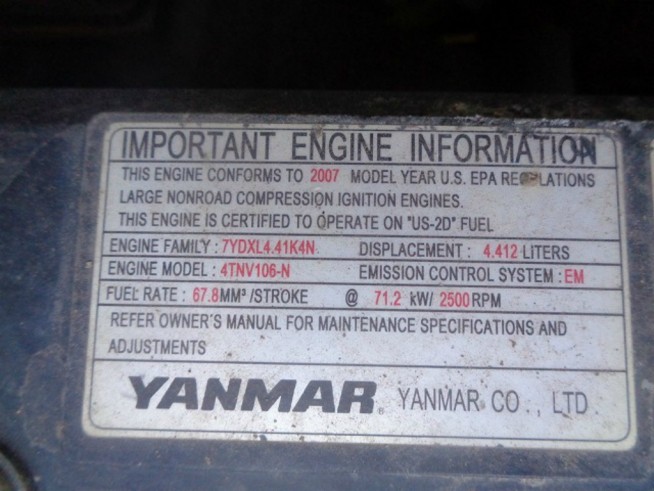 IMPORTANT ENGINE INFORMATION
THIS ENGINE CONFORMS TO 2007 MODEL YEAR U.S. EPA REGULATIONS
LARGE NONROAD COMPRESSION IGNITION ENGINES.
THIS ENGINE IS CERTIFIED TO OPERATE ON "US-2D" FUEL
ENGINE FAMILY : 7YDXL4.41K4N DISPLACEMENT : 4.412 LITERS
ENGINE MODEL : 4TNV106-N EMISSION CONTROL SYSTEM : EM
FUEL RATE : 67.8MM³ /STROKE @ 71.2 kW/ 2500RPM
REFER OWNER'S MANUAL FOR MAINTENANCE SPECIFICATIONS AND
ADJUSTMENTS
YANMAR® YANMAR CO., LTD